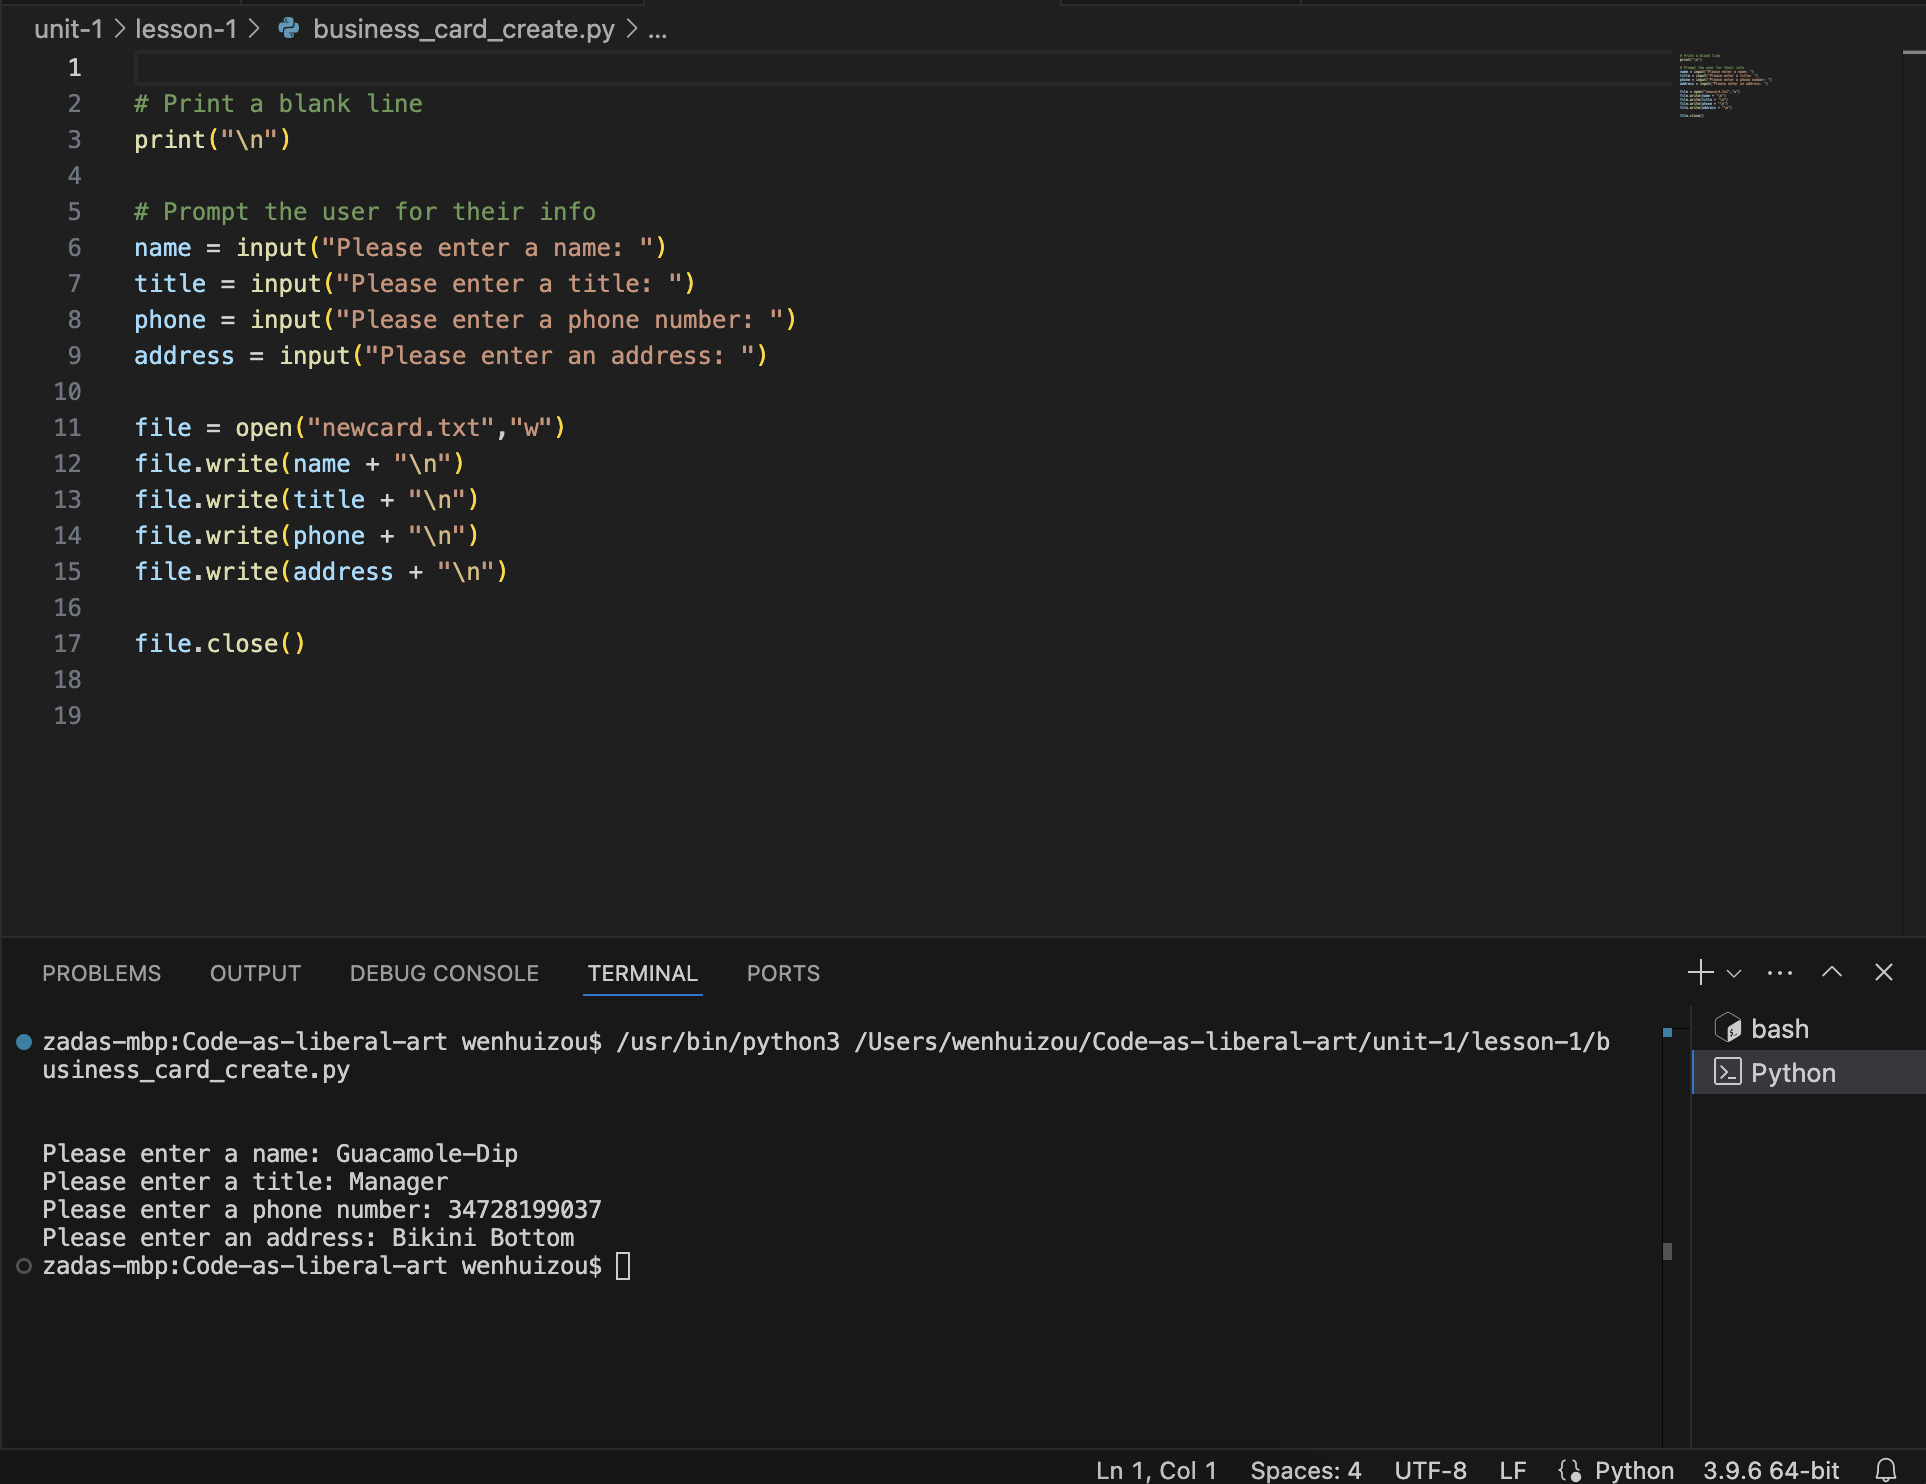 unit-1 > lesson-1 > business_card_create.py > ...
1
2 # Print a blank line
3 print("\n")
4
5 # Prompt the user for their info
6 name = input("Please enter a name: ")
7 title = input("Please enter a title: ")
8 phone = input("Please enter a phone number: ")
9 address = input("Please enter an address: ")
10
11 file = open("newcard.txt","w")
12 file.write(name + "\n")
13 file.write(title + "\n")
14 file.write(phone + "\n")
15 file.write(address + "\n")
16
17 file.close()
18
19
PROBLEMS OUTPUT DEBUG CONSOLE TERMINAL PORTS
zadas-mbp:Code-as-liberal-art wenhuizou$ /usr/bin/python3 /Users/wenhuizou/Code-as-liberal-art/unit-1/lesson-1/b
usiness_card_create.py
Please enter a name: Guacamole-Dip
Please enter a title: Manager
Please enter a phone number: 34728199037
Please enter an address: Bikini Bottom
zadas-mbp:Code-as-liberal-art wenhuizou$
bash
Python
Ln 1, Col 1 Spaces: 4 UTF-8 LF Python 3.9.6 64-bit